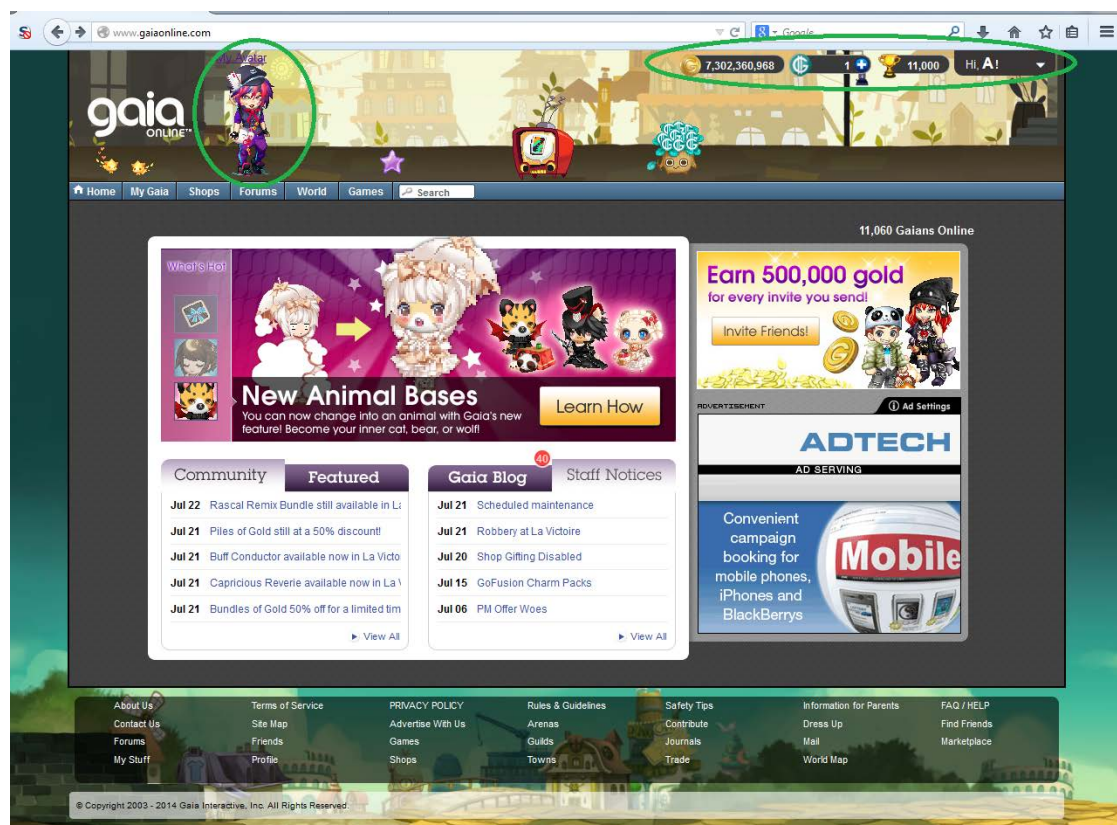 www.gaiaonline.com
Google
My Avatar
7,302,360,968 1 11,000 Hi, A!
gaia
ONLINE™
Home My Gaia Shops Forums World Games Search
11,060 Gaians Online
What's Hot
New Animal Bases
You can now change into an animal with Gaia's new
feature! Become your inner cat, bear, or wolf!
Learn How
Earn 500,000 gold
for every invite you send!
Invite Friends!
ADVERTISEMENT
Ad Settings
ADTECH
AD SERVING
Convenient
campaign
booking for
mobile phones,
iPhones and
BlackBerrys
Mobile
Community Featured
Jul 22 Rascal Remix Bundle still available in La
Jul 21 Piles of Gold still at a 50% discount!
Jul 21 Buff Conductor available now in La Victo
Jul 21 Capricious Reverie available now in La V
Jul 21 Bundles of Gold 50% off for a limited tim
View All
Gaia Blog 40 Staff Notices
Jul 21 Scheduled maintenance
Jul 21 Robbery at La Victoire
Jul 20 Shop Gifting Disabled
Jul 15 GoFusion Charm Packs
Jul 06 PM Offer Woes
View All
About Us Terms of Service PRIVACY POLICY Rules & Guidelines Safety Tips Information for Parents FAQ / HELP
Contact Us Site Map Advertise With Us Arenas Contribute Dress Up Find Friends
Forums Friends Games Guilds Journals Mail Marketplace
My Stuff Profile Shops Towns Trade World Map
© Copyright 2003 - 2014 Gaia Interactive, Inc. All Rights Reserved.